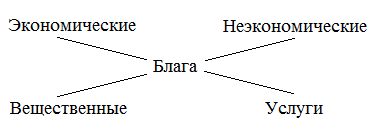 Экономические
Неэкономические
Блага
Вещественные
Услуги